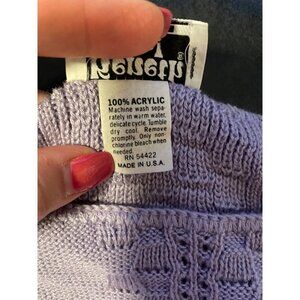 Keneth
100% ACRYLIC
Machine wash sepa-
rately in warm water,
delicate cycle. Tumble
dry cool. Remove
promptly. Only non-
chlorine bleach when
needed.
RN 54422
MADE IN U.S.A.